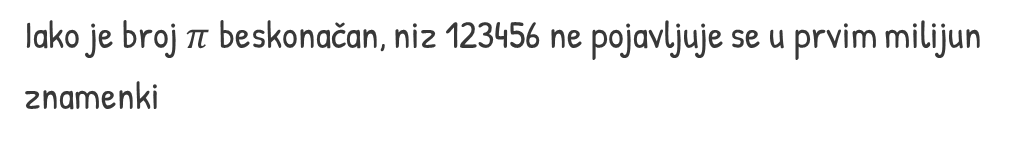 Iako je broj π beskonačan, niz 123456 ne pojavljuje se u prvim milijun
znamenki